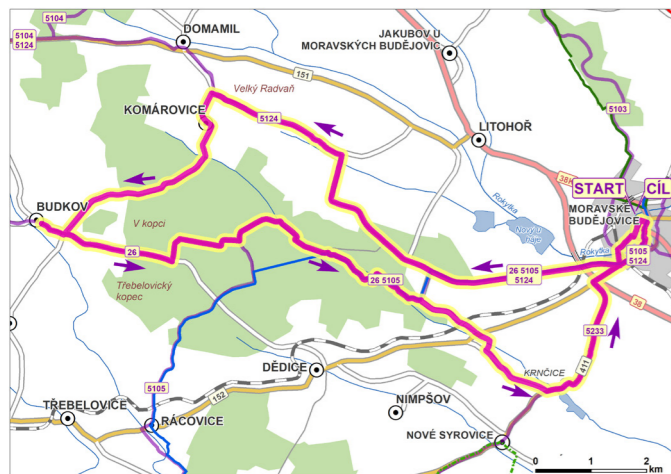 5104
5104
5124
DOMAMIL
JAKUBOV U
MORAVSKÝCH BUDĚJOVIC
151
Velký Radvaň
5103
KOMÁROVICE
5124
LITOHOŘ
38
START
CÍL
Rokytka
MORAVSKÉ
BUDĚJOVICE
BUDKOV
V kopci
Nový u
háje
Rokytka
5105
5124
26
26 5105
26 5105
5124
Třebelovický
kopec
38
5233
411
KRNČICE
5105
DĚDICE
152
NIMPŠOV
TŘEBELOVICE
RÁCOVICE
NOVÉ SYROVICE
0
1
2
km